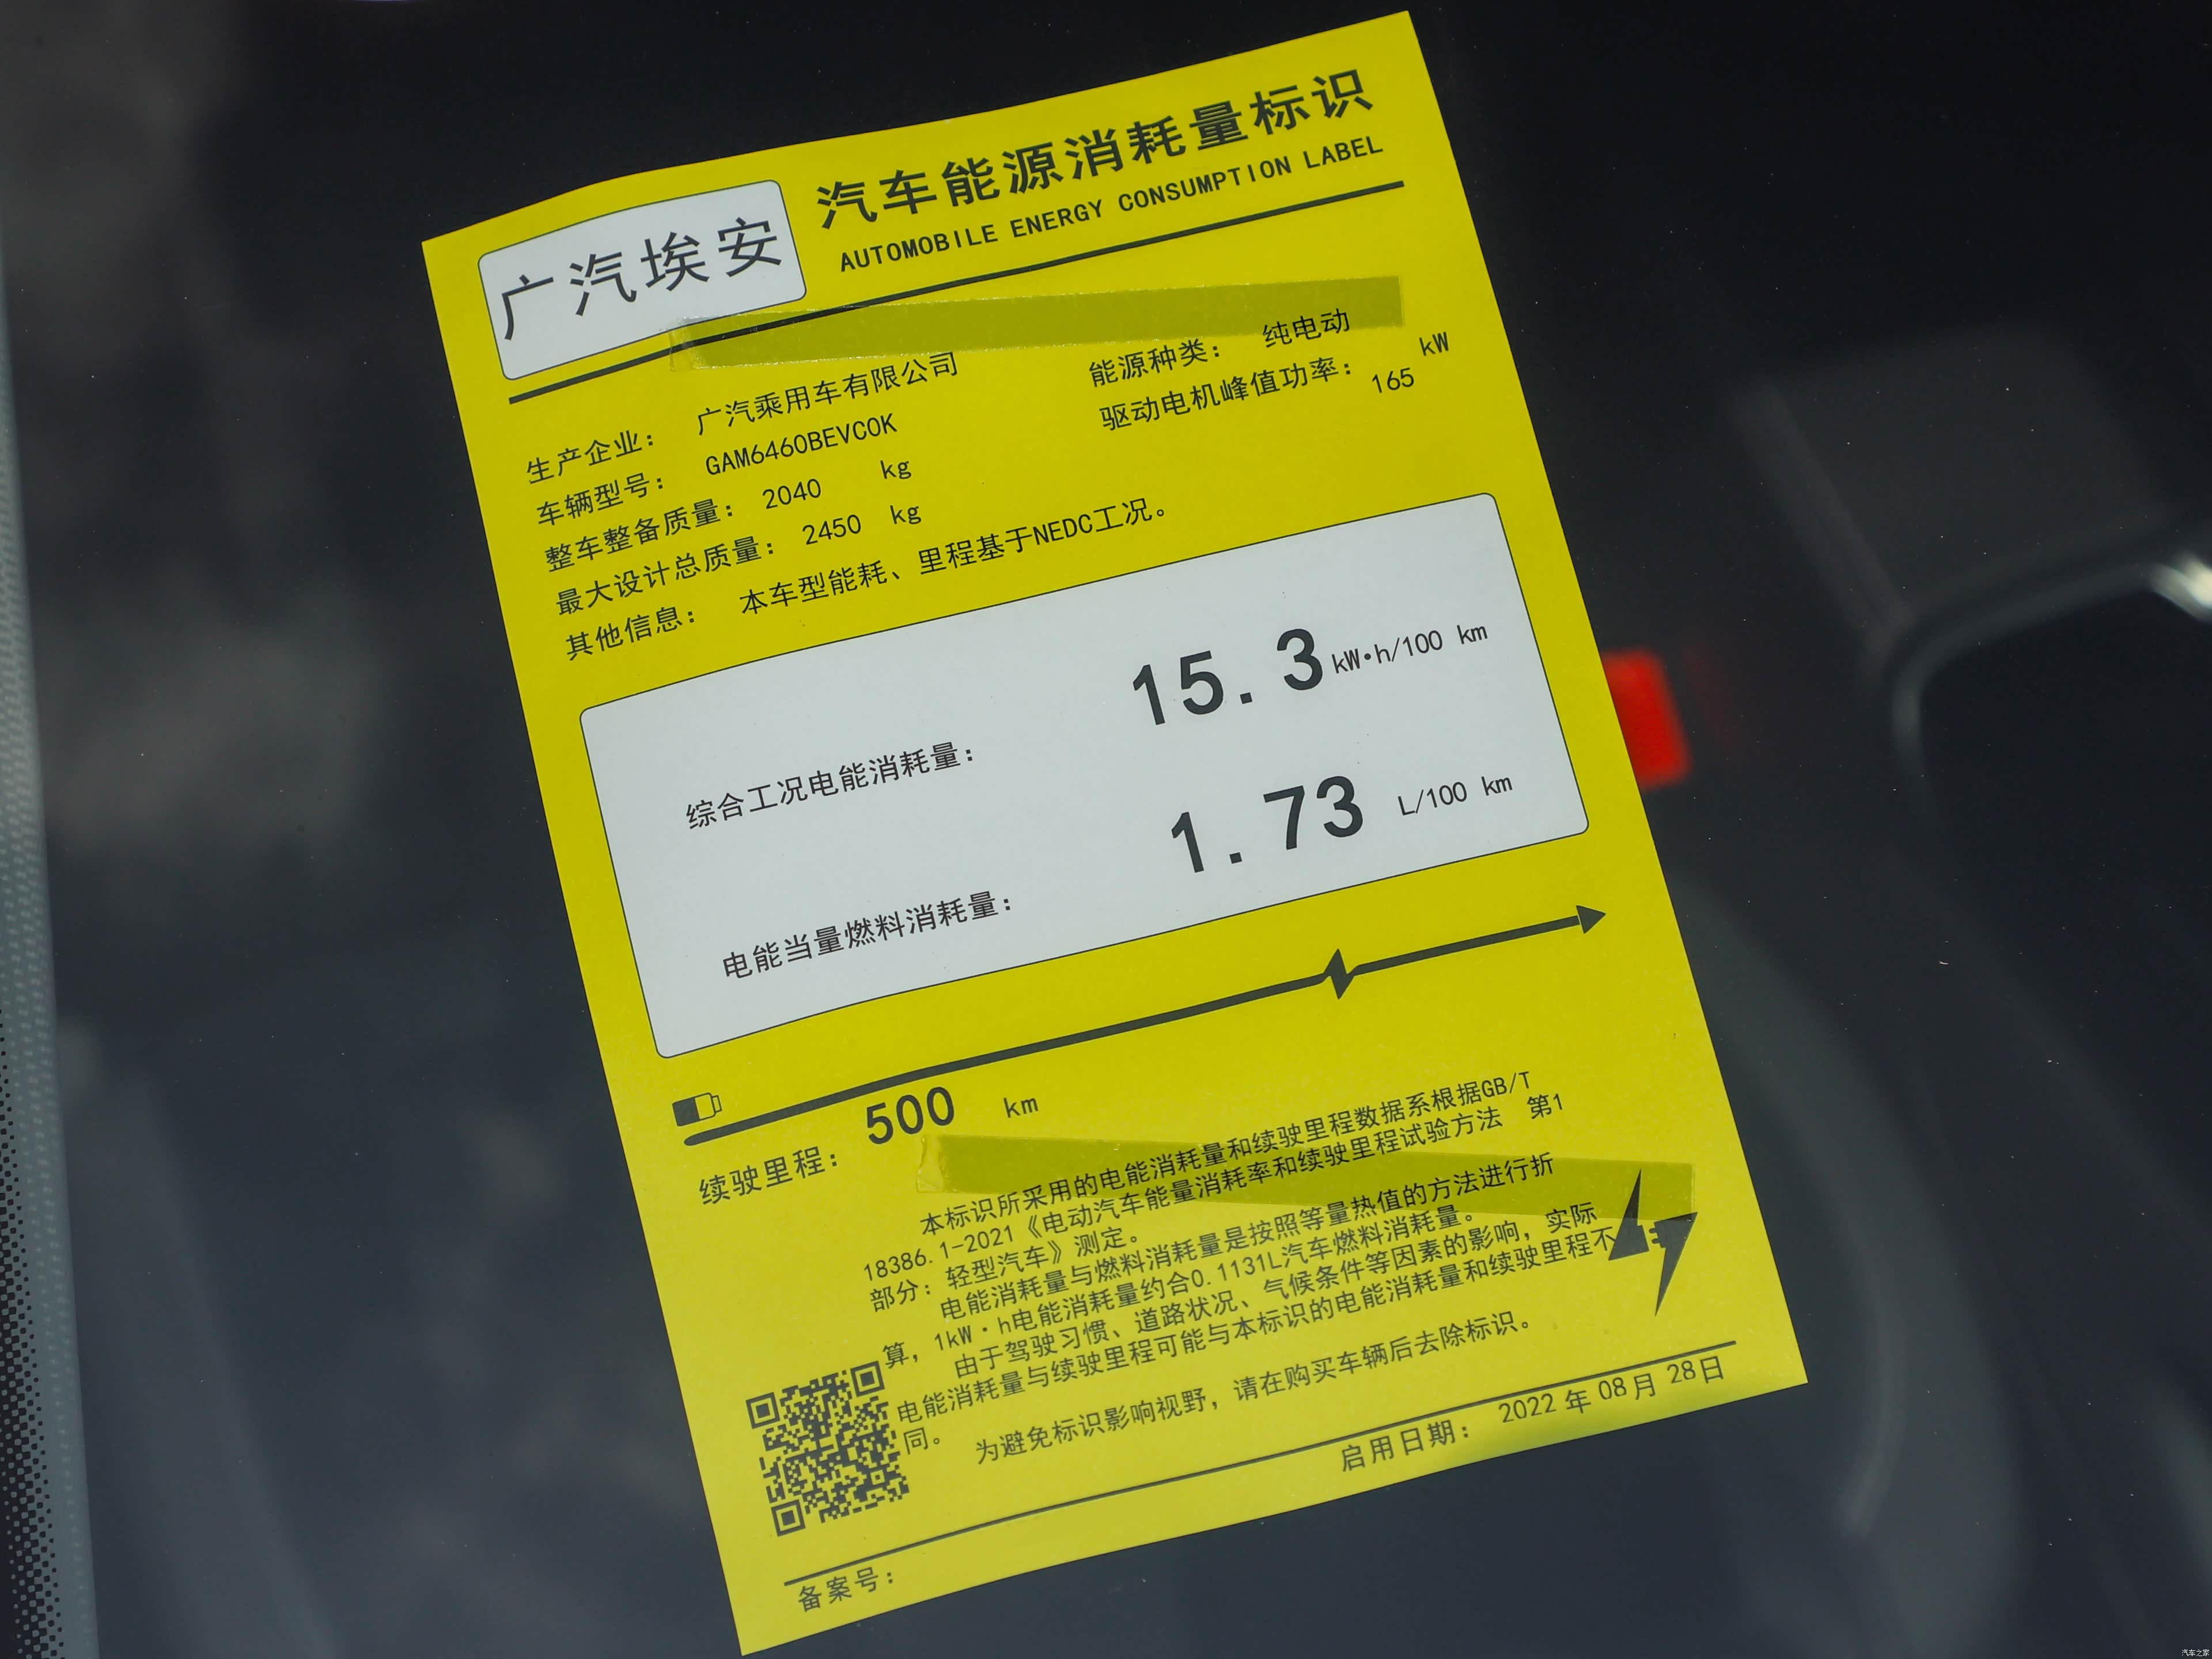 广汽埃安
汽车能源消耗量标识
AUTOMOBILE ENERGY CONSUMPTION LABEL
生产企业： 广汽乘用车有限公司
能源种类： 纯电动
车辆型号： GAM6460BEVC0K
驱动电机峰值功率： 165 kW
整车整备质量： 2040 kg
最大设计总质量： 2450 kg
其他信息： 本车型能耗、里程基于NEDC工况。
综合工况电能消耗量： 15.3 kW·h/100 km
电能当量燃料消耗量： 1.73 L/100 km
续驶里程： 500 km
本标识所采用的电能消耗量和续驶里程数据系根据GB/T
18386.1-2021《电动汽车能量消耗率和续驶里程试验方法 第1
部分：轻型汽车》测定。
电能消耗量与燃料消耗量是按照等量热值的方法进行折
算，1kW·h电能消耗量约合0.1131L汽车燃料消耗量。
由于驾驶习惯、道路状况、气候条件等因素的影响，实际
电能消耗量与续驶里程可能与本标识的电能消耗量和续驶里程不
同。
为避免标识影响视野，请在购买车辆后去除标识。
启用日期： 2022 年 08月 28日
备案号：
汽车之家